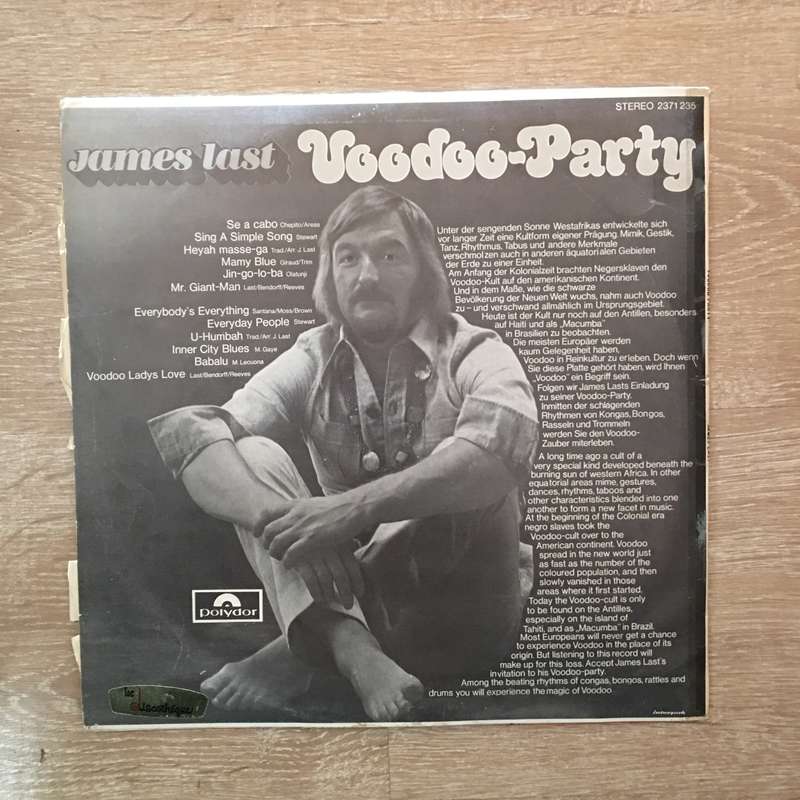 STEREO 2371 235
James last Voodoo-Party
Se a cabo Chepito/Areas
Sing A Simple Song Stewart
Heyah masse-ga Trad./Arr. J. Last
Mamy Blue Giraud/Trim
Jin-go-lo-ba Olatunji
Mr. Giant-Man Last/Bendorff/Reeves
Everybody's Everything Santana/Moss/Brown
Everyday People Stewart
U-Humbah Trad./Arr. J. Last
Inner City Blues M. Gaye
Babalu M. Lecuona
Voodoo Ladys Love Last/Bendorff/Reeves
Unter der sengenden Sonne Westafrikas entwickelte sich
vor langer Zeit eine Kultform eigener Prägung. Mimik, Gestik,
Tanz, Rhythmus, Tabus und andere Merkmale
verschmolzen auch in anderen äquatorialen Gebieten
der Erde zu einer Einheit.
Am Anfang der Kolonialzeit brachten Negersklaven den
Voodoo-Kult auf den amerikanischen Kontinent.
Und in dem Maße, wie die schwarze
Bevölkerung der Neuen Welt wuchs, nahm auch Voodoo
zu – und verschwand allmählich im Ursprungsgebiet.
Heute ist der Kult nur noch auf den Antillen, besonders
auf Haiti und als „Macumba"
in Brasilien zu beobachten.
Die meisten Europäer werden
kaum Gelegenheit haben,
Voodoo in Reinkultur zu erleben. Doch wenn
Sie diese Platte gehört haben, wird Ihnen
„Voodoo" ein Begriff sein.
Folgen wir James Lasts Einladung
zu seiner Voodoo-Party.
Inmitten der schlagenden
Rhythmen von Kongas, Bongos,
Rasseln und Trommeln
werden Sie den Voodoo-
Zauber miterleben.
A long time ago a cult of a
very special kind developed beneath the
burning sun of western Africa. In other
equatorial areas mime, gestures,
dances, rhythms, taboos and
other characteristics blended into one
another to form a new facet in music.
At the beginning of the Colonial era
negro slaves took the
Voodoo-cult over to the
American continent. Voodoo
spread in the new world just
as fast as the number of the
coloured population, and then
slowly vanished in those
areas where it first started.
Today the Voodoo-cult is only
to be found on the Antilles,
especially on the island of
Tahiti, and as „Macumba" in Brazil.
Most Europeans will never get a chance
to experience Voodoo in the place of its
origin. But listening to this record will
make up for this loss. Accept James Last's
invitation to his Voodoo-party.
Among the beating rhythms of congas, bongos, rattles and
drums you will experience the magic of Voodoo
polydor
Discothèque